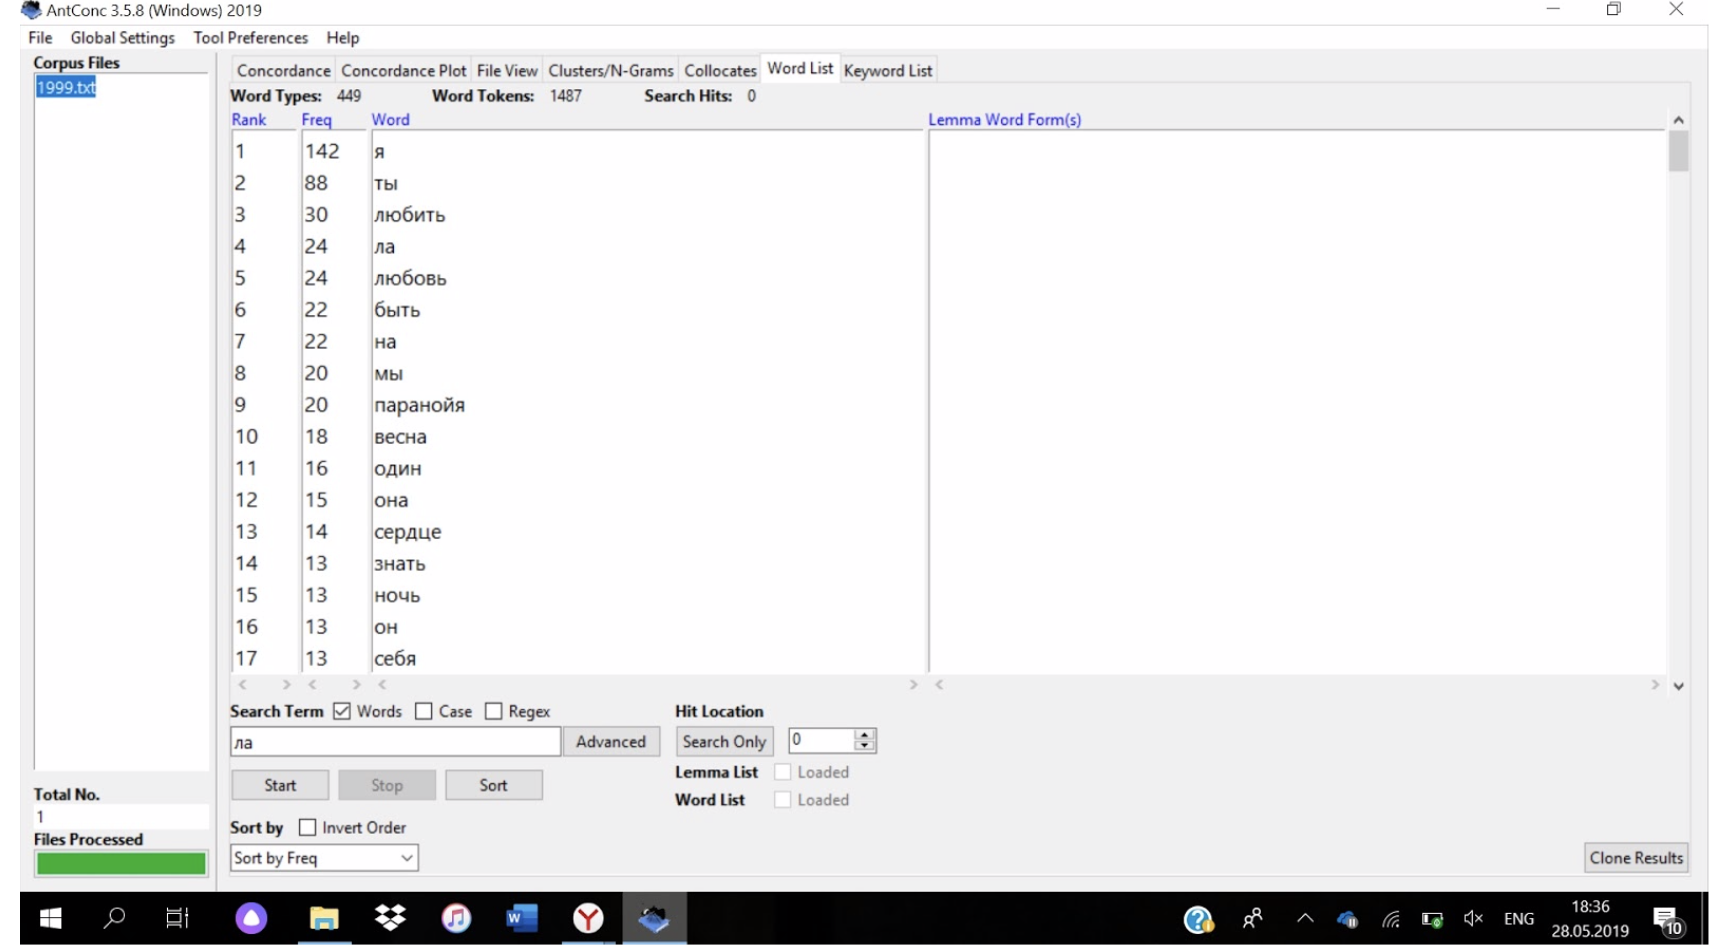 AntConc 3.5.8 (Windows) 2019
File Global Settings Tool Preferences Help
Corpus Files
1999.txt
Concordance Concordance Plot File View Clusters/N-Grams Collocates Word List Keyword List
Word Types: 449 Word Tokens: 1487 Search Hits: 0
Rank Freq Word Lemma Word Form(s)
1 142 я
2 88 ты
3 30 любить
4 24 ла
5 24 любовь
6 22 быть
7 22 на
8 20 мы
9 20 паранойя
10 18 весна
11 16 один
12 15 она
13 14 сердце
14 13 знать
15 13 ночь
16 13 он
17 13 себя
Search Term Words Case Regex Hit Location
ла Advanced Search Only 0
Lemma List Loaded
Start Stop Sort
Word List Loaded
Total No.
1
Sort by Invert Order
Files Processed
Sort by Freq Clone Results
ENG 18:36
28.05.2019
10